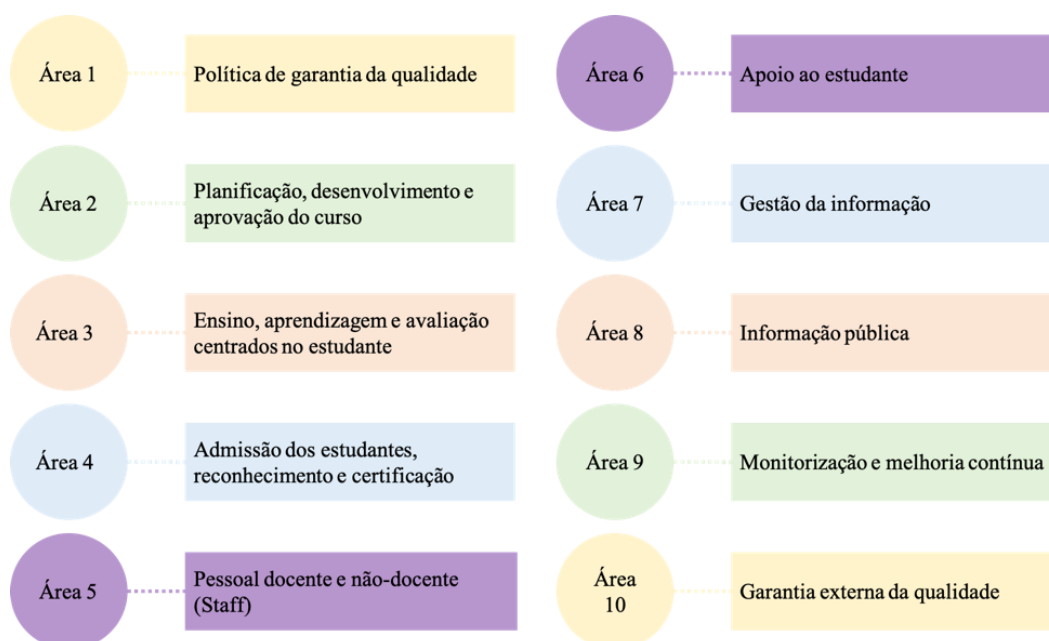 Área 1
Política de garantia da qualidade
Área 2
Planificação, desenvolvimento e
aprovação do curso
Área 3
Ensino, aprendizagem e avaliação
centrados no estudante
Área 4
Admissão dos estudantes,
reconhecimento e certificação
Área 5
Pessoal docente e não-docente
(Staff)
Área 6
Apoio ao estudante
Área 7
Gestão da informação
Área 8
Informação pública
Área 9
Monitorização e melhoria contínua
Área
10
Garantia externa da qualidade